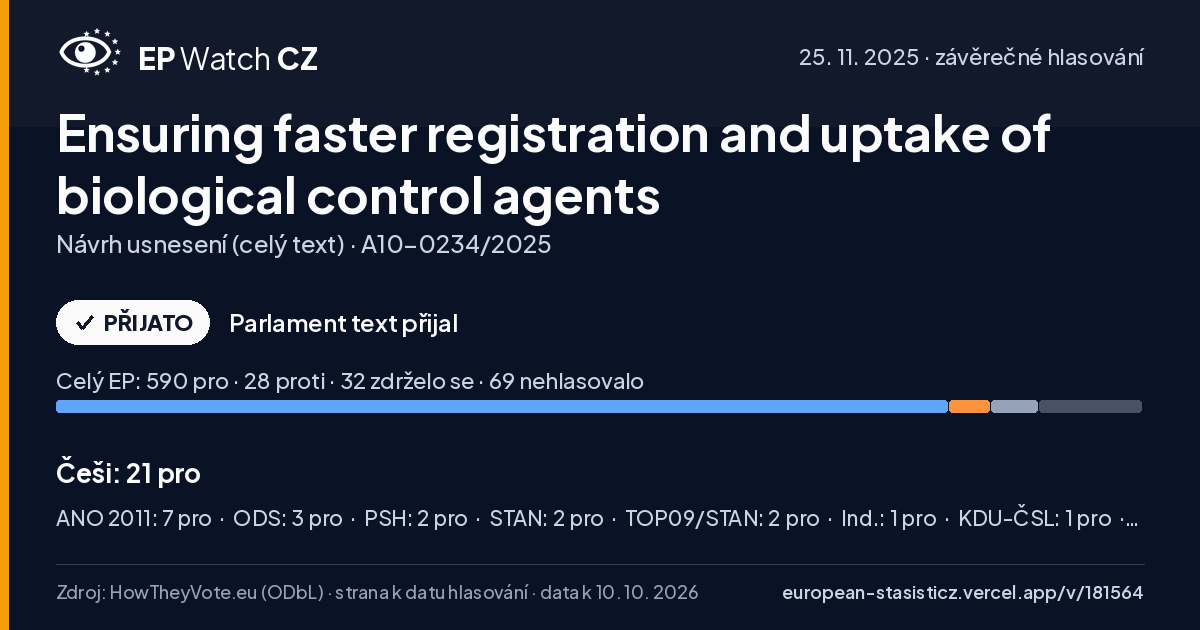 EP Watch CZ
25. 11. 2025 · závěrečné hlasování
Ensuring faster registration and uptake of
biological control agents
Návrh usnesení (celý text) · A10-0234/2025
✓ PŘIJATO Parlament text přijal
Celý EP: 590 pro · 28 proti · 32 zdrželo se · 69 nehlasovalo
Češi: 21 pro
ANO 2011: 7 pro · ODS: 3 pro · PSH: 2 pro · STAN: 2 pro · TOP09/STAN: 2 pro · Ind.: 1 pro · KDU-ČSL: 1 pro ·…
Zdroj: HowTheyVote.eu (ODbL) · strana k datu hlasování · data k 10. 10. 2026
european-stasisticz.vercel.app/v/181564